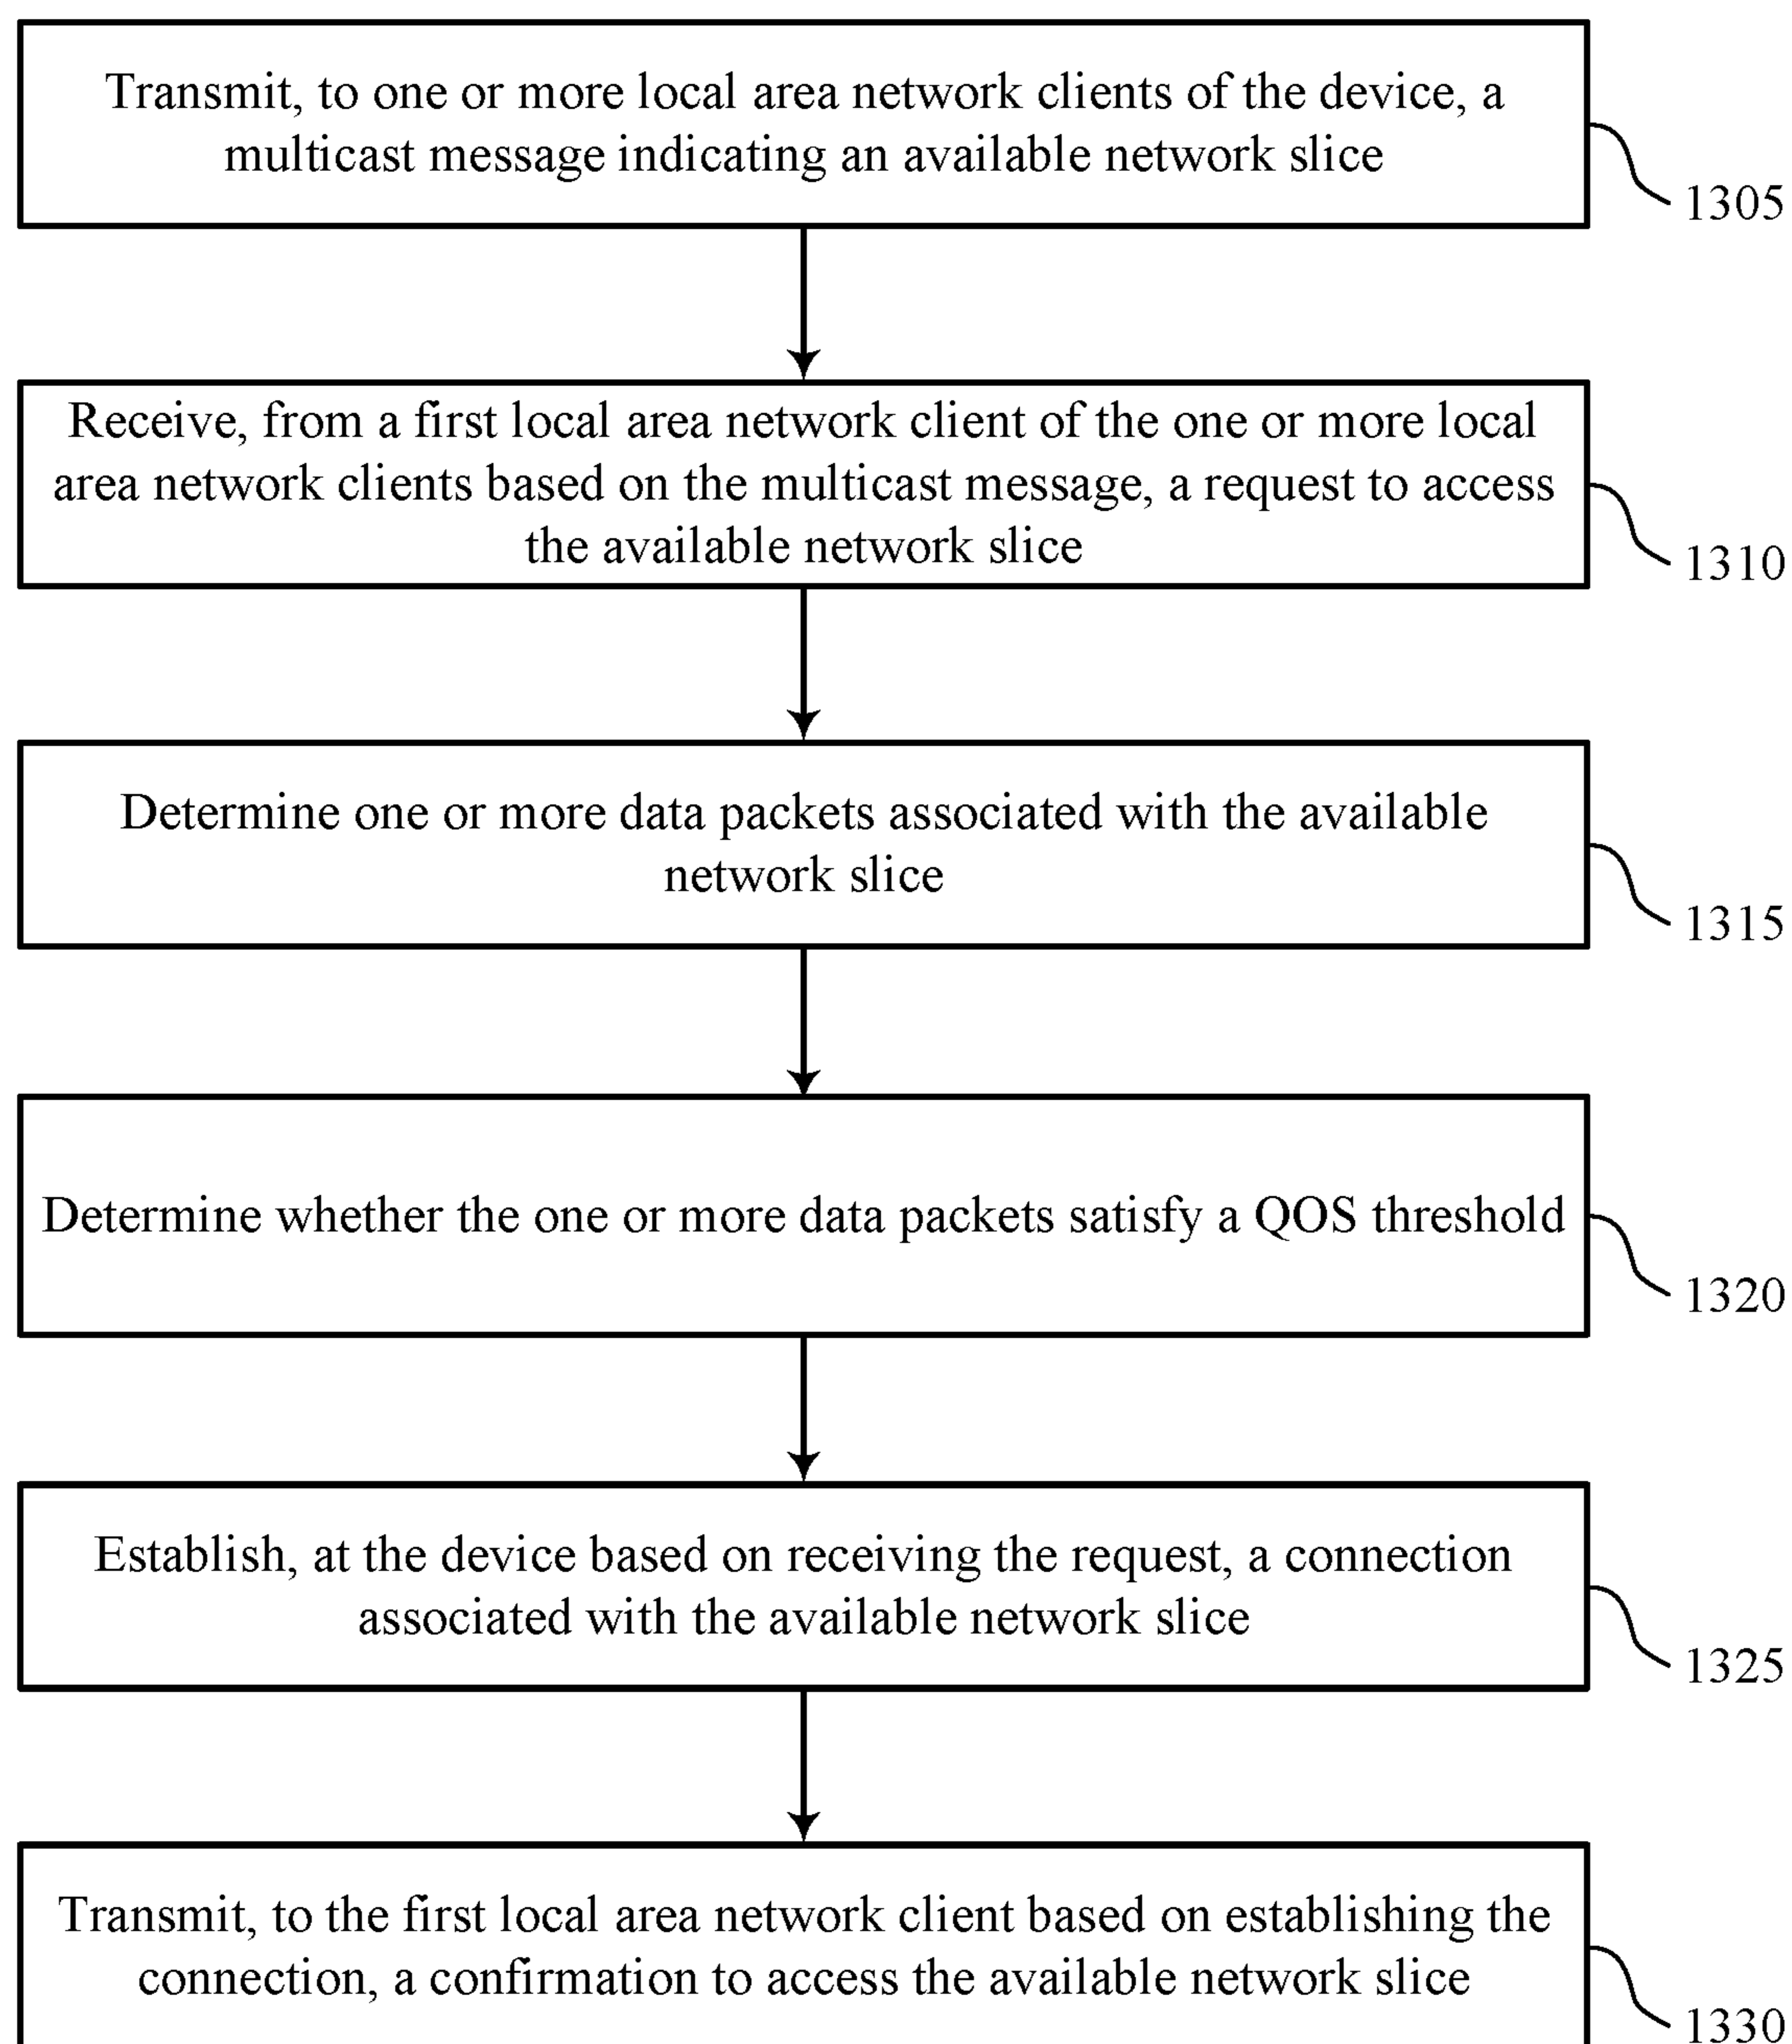 Transmit, to one or more local area network clients of the device, a
multicast message indicating an available network slice
1305
Receive, from a first local area network client of the one or more local
area network clients based on the multicast message, a request to access
the available network slice
1310
Determine one or more data packets associated with the available
network slice
1315
Determine whether the one or more data packets satisfy a QOS threshold
1320
Establish, at the device based on receiving the request, a connection
associated with the available network slice
1325
Transmit, to the first local area network client based on establishing the
connection, a confirmation to access the available network slice
1330